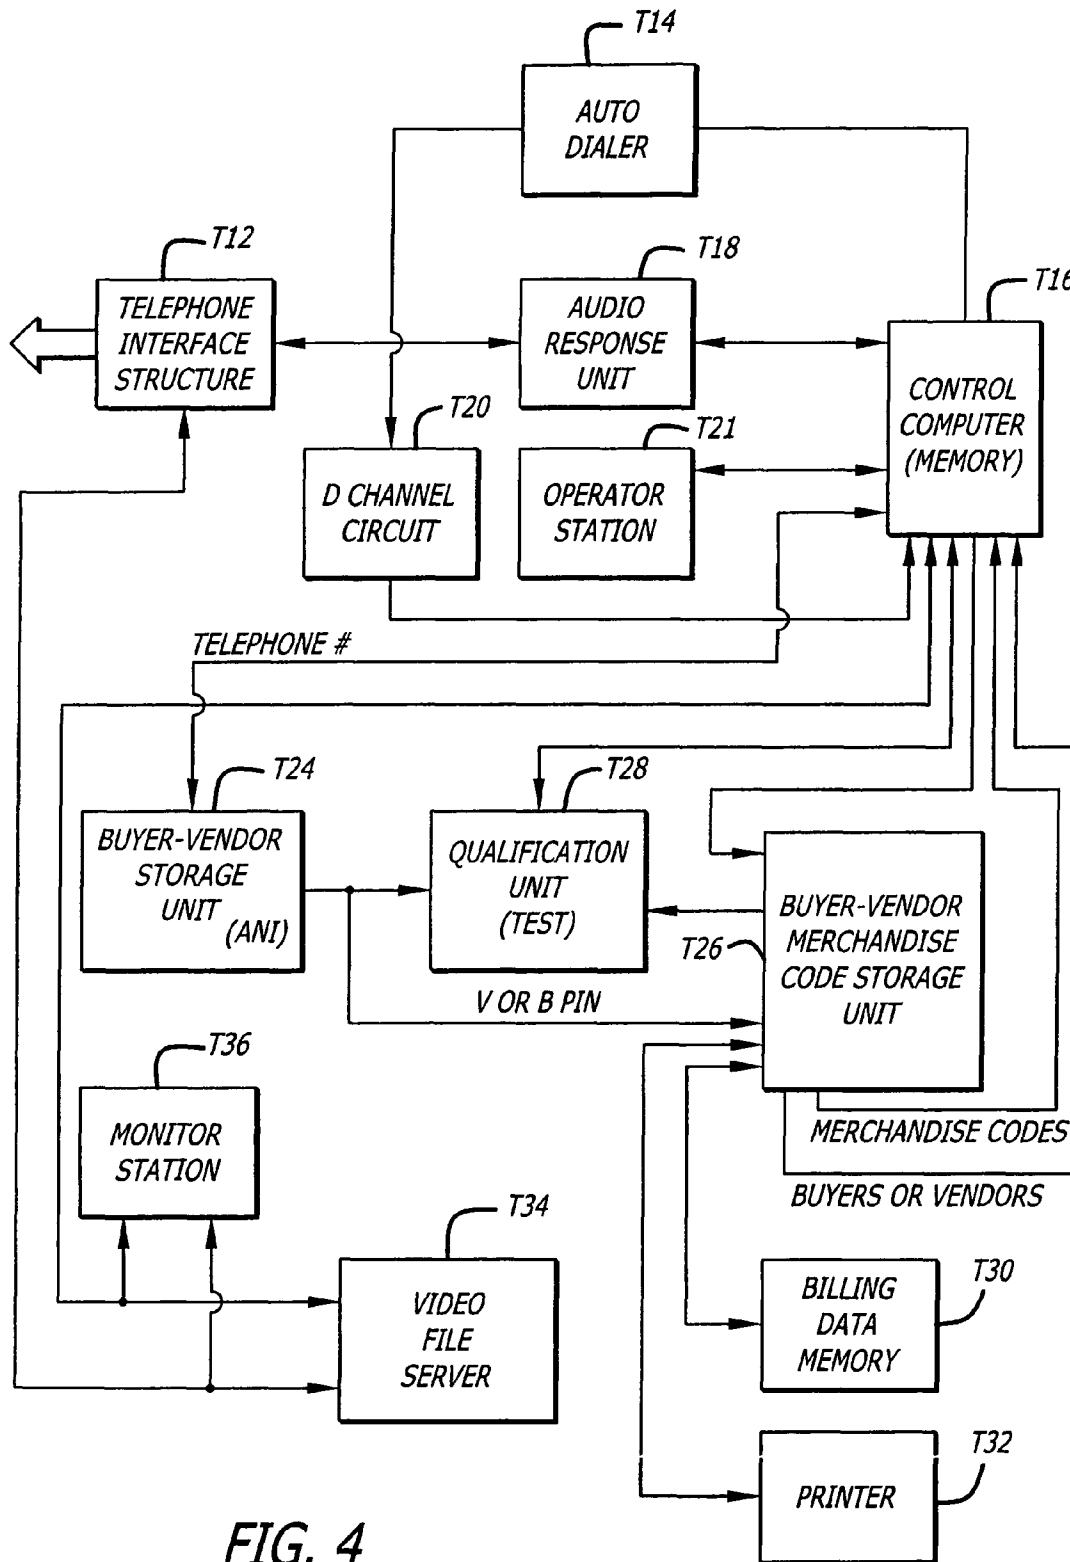 T14
AUTO
DIALER
T12
TELEPHONE
INTERFACE
STRUCTURE
T18
AUDIO
RESPONSE
UNIT
T16
CONTROL
COMPUTER
(MEMORY)
T20
D CHANNEL
CIRCUIT
T21
OPERATOR
STATION
TELEPHONE #
T24
BUYER-VENDOR
STORAGE
UNIT
(ANI)
T28
QUALIFICATION
UNIT
(TEST)
T26
BUYER-VENDOR
MERCHANDISE
CODE STORAGE
UNIT
V OR B PIN
T36
MONITOR
STATION
MERCHANDISE CODES
BUYERS OR VENDORS
T34
VIDEO
FILE
SERVER
T30
BILLING
DATA
MEMORY
T32
PRINTER
FIG. 4